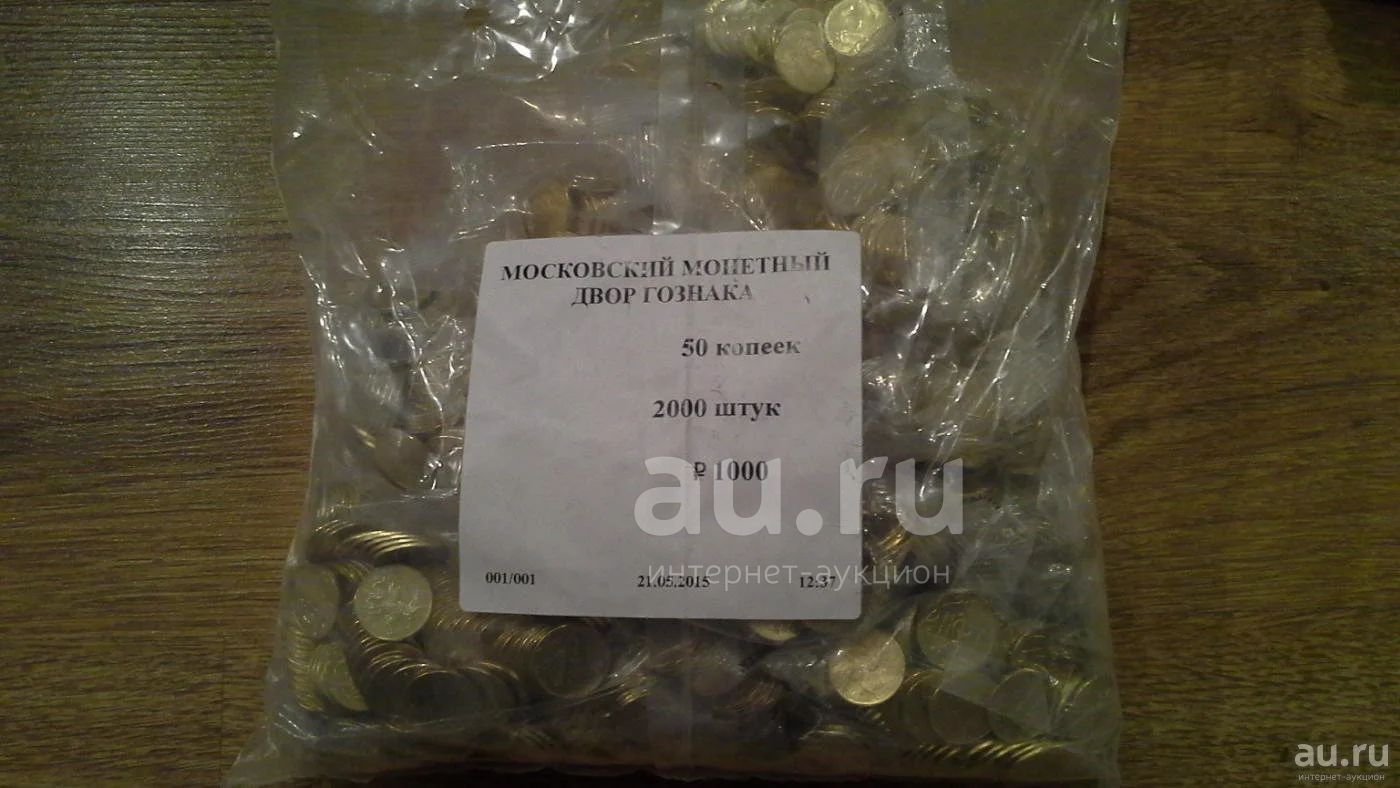 МОСКОВСКИЙ МОНЕТНЫЙ
ДВОР ГОЗНАКА
50 копеек
2000 штук
₽ 1000
001/001 21.05.2015 12:37
au.ru
интернет-аукцион
au.ru
интернет-аукцион